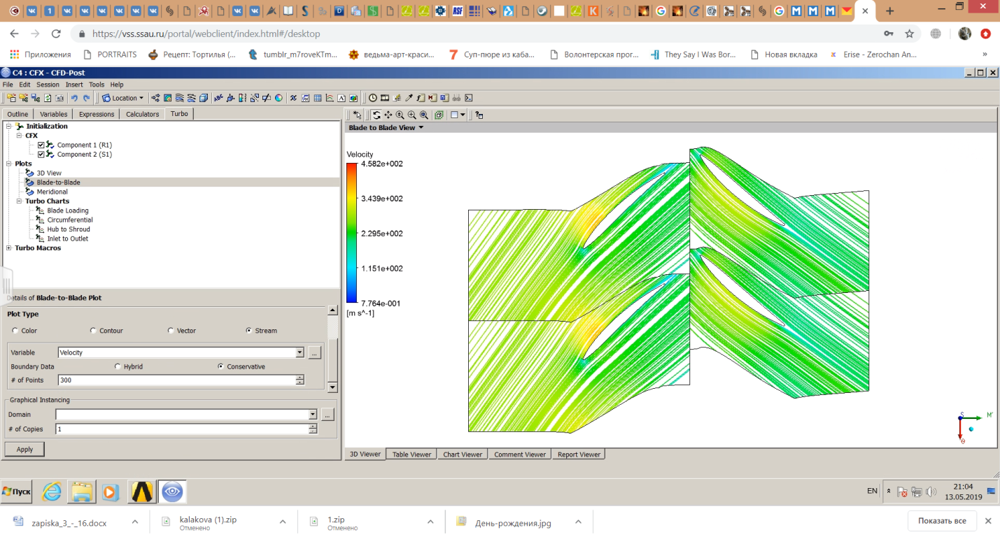 https://vss.ssau.ru/portal/webclient/index.html#/desktop
Приложения PORTRAITS Рецепт: Тортилья (... tumblr_m7roveKTm... ведьма-арт-краси... Суп-пюре из каба... Волонтерская прог... They Say I Was Bor... Новая вкладка Erise - Zerochan An... »
C4 : CFX - CFD-Post
File Edit Session Insert Tools Help
Location
Outline Variables Expressions Calculators Turbo
Initialization
CFX
Component 1 (R1)
Component 2 (S1)
Plots
3D View
Blade-to-Blade
Meridional
Turbo Charts
Blade Loading
Circumferential
Hub to Shroud
Inlet to Outlet
Turbo Macros
Details of Blade-to-Blade Plot
Plot Type
Color Contour Vector Stream
Variable Velocity ...
Boundary Data Hybrid Conservative
# of Points 300
Graphical Instancing
Domain ...
# of Copies 1
Apply
Blade to Blade View
Velocity
4.582e+002
3.439e+002
2.295e+002
1.151e+002
7.764e-001
[m s^-1]
S M'
θ
3D Viewer Table Viewer Chart Viewer Comment Viewer Report Viewer
Пуск EN 21:04
13.05.2019
zapiska_3_-_16.docx
kalakova (1).zip
Отменено
1.zip
Отменено
День-рождения.jpg
Показать все